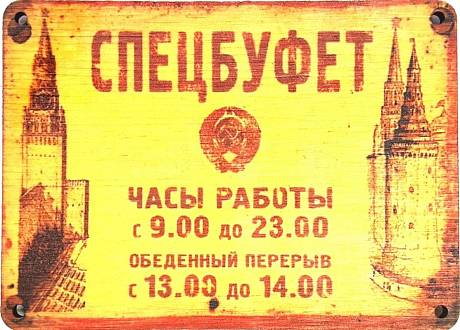 СПЕЦБУФЕТ
ЧАСЫ РАБОТЫ
с 9.00 до 23.00
ОБЕДЕННЫЙ ПЕРЕРЫВ
с 13.00 до 14.00